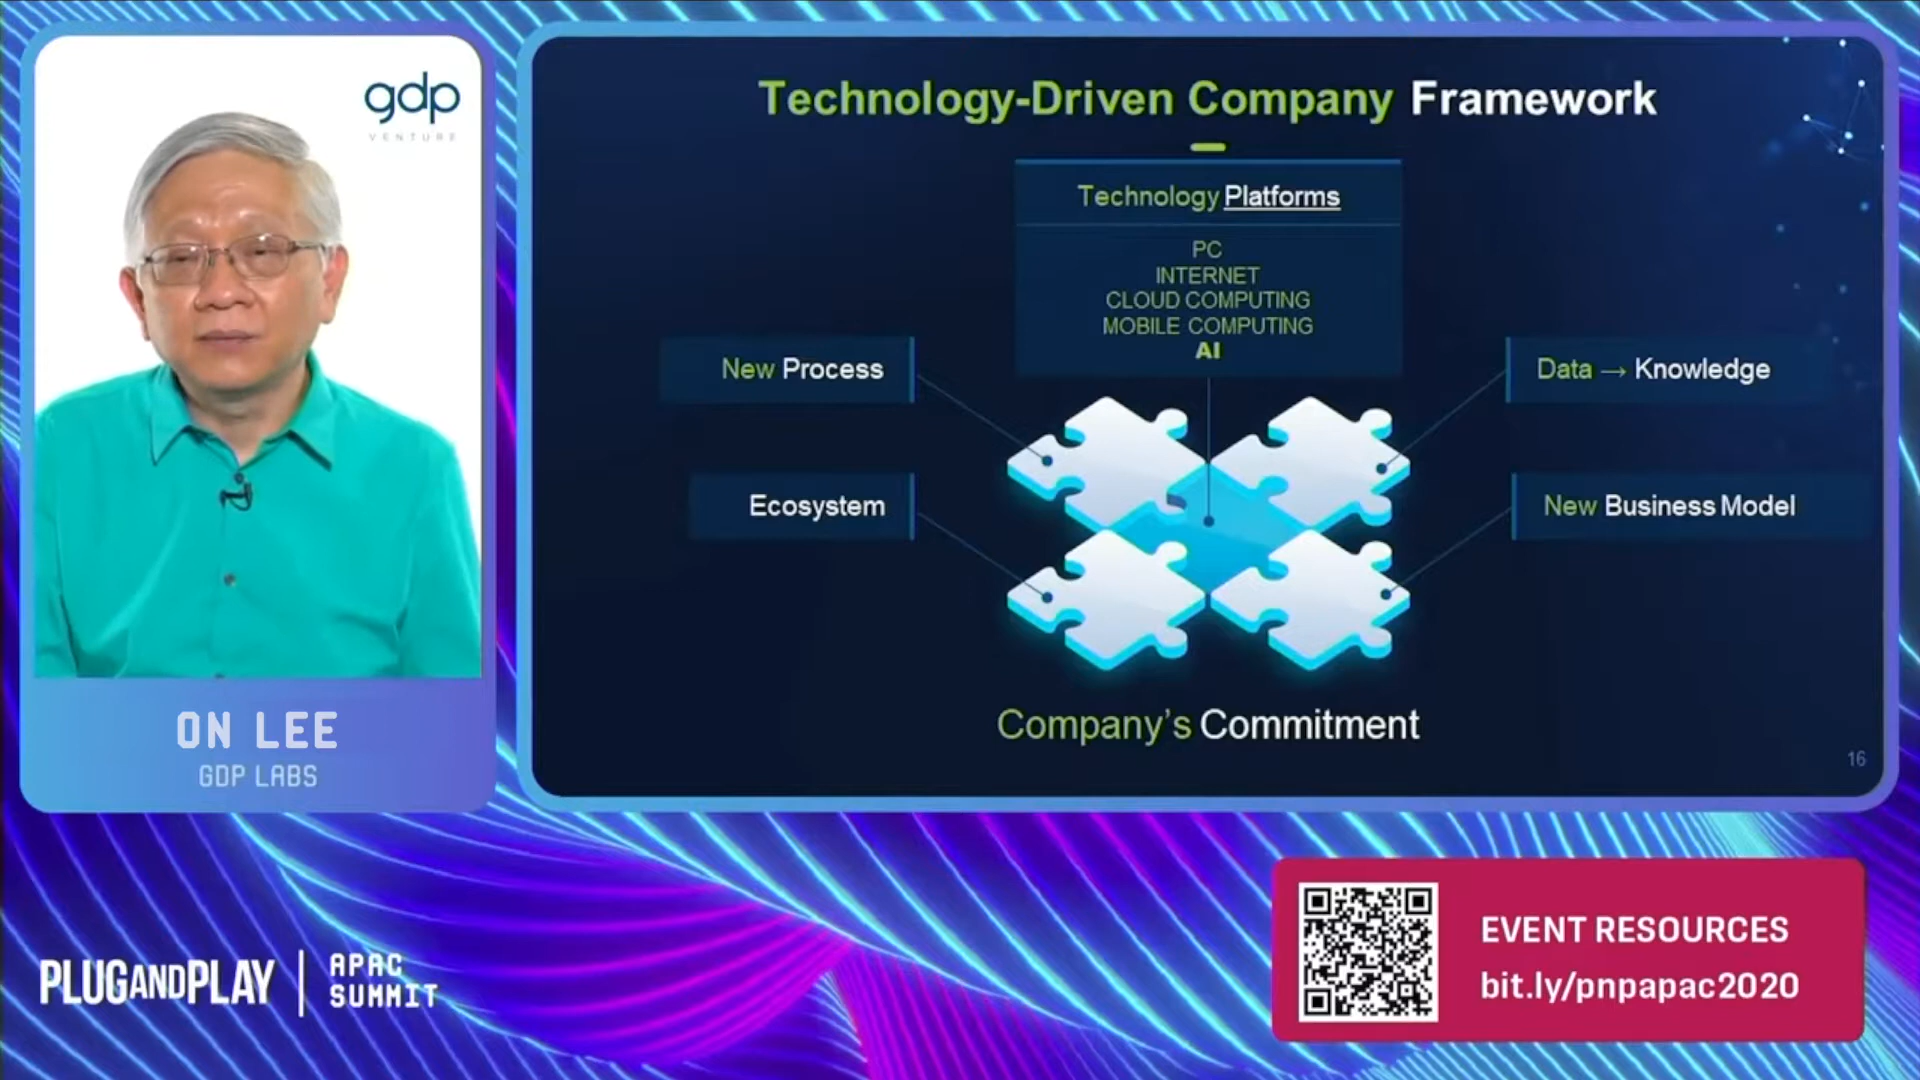 gdp
VENTURE
ON LEE
GDP LABS
Technology-Driven Company Framework
Technology Platforms
PC
INTERNET
CLOUD COMPUTING
MOBILE COMPUTING
AI
New Process
Data → Knowledge
Ecosystem
New Business Model
Company's Commitment
16
PLUGANDPLAY
APAC
SUMMIT
EVENT RESOURCES
bit.ly/pnpapac2020